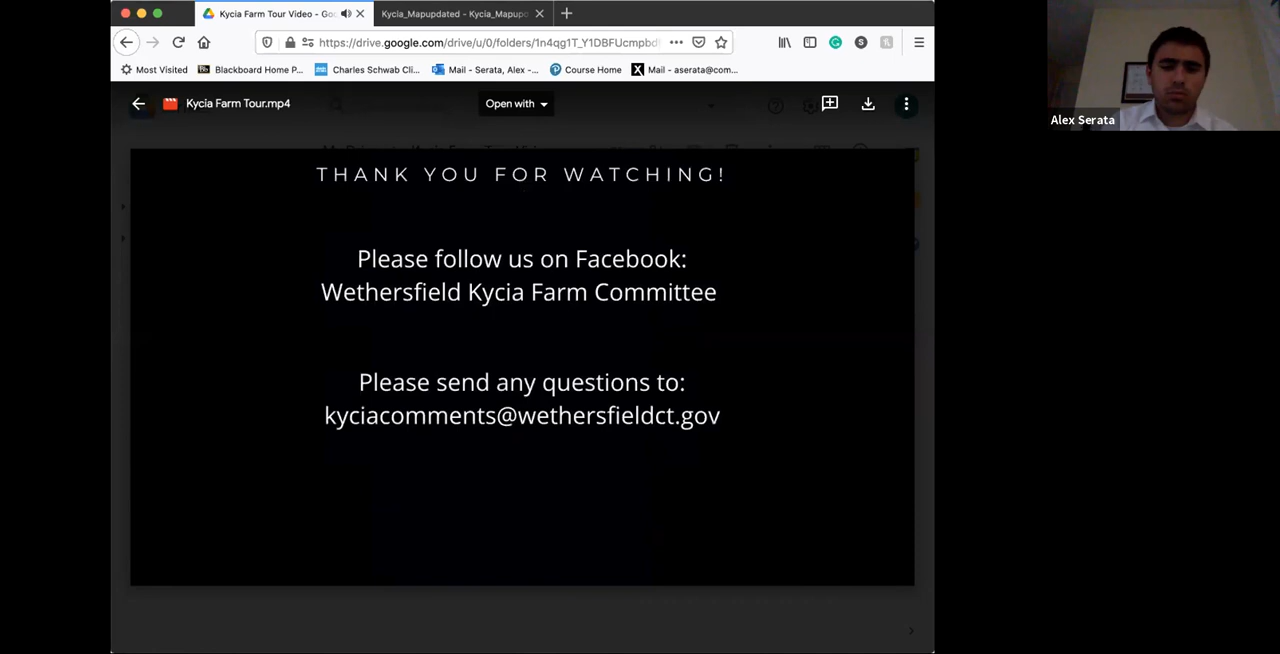 Kycia Farm Tour Video - Goo
Kycia_Mapupdated - Kycia_Mapupd
https://drive.google.com/drive/u/0/folders/1n4qg1T_Y1DBFUcmpbd
Most Visited
Blackboard Home P...
Charles Schwab Cli...
Mail - Serata, Alex -...
Course Home
Mail - aserata@com...
Kycia Farm Tour.mp4
Open with
Alex Serata
THANK YOU FOR WATCHING!
Please follow us on Facebook:
Wethersfield Kycia Farm Committee
Please send any questions to:
kyciacomments@wethersfieldct.gov